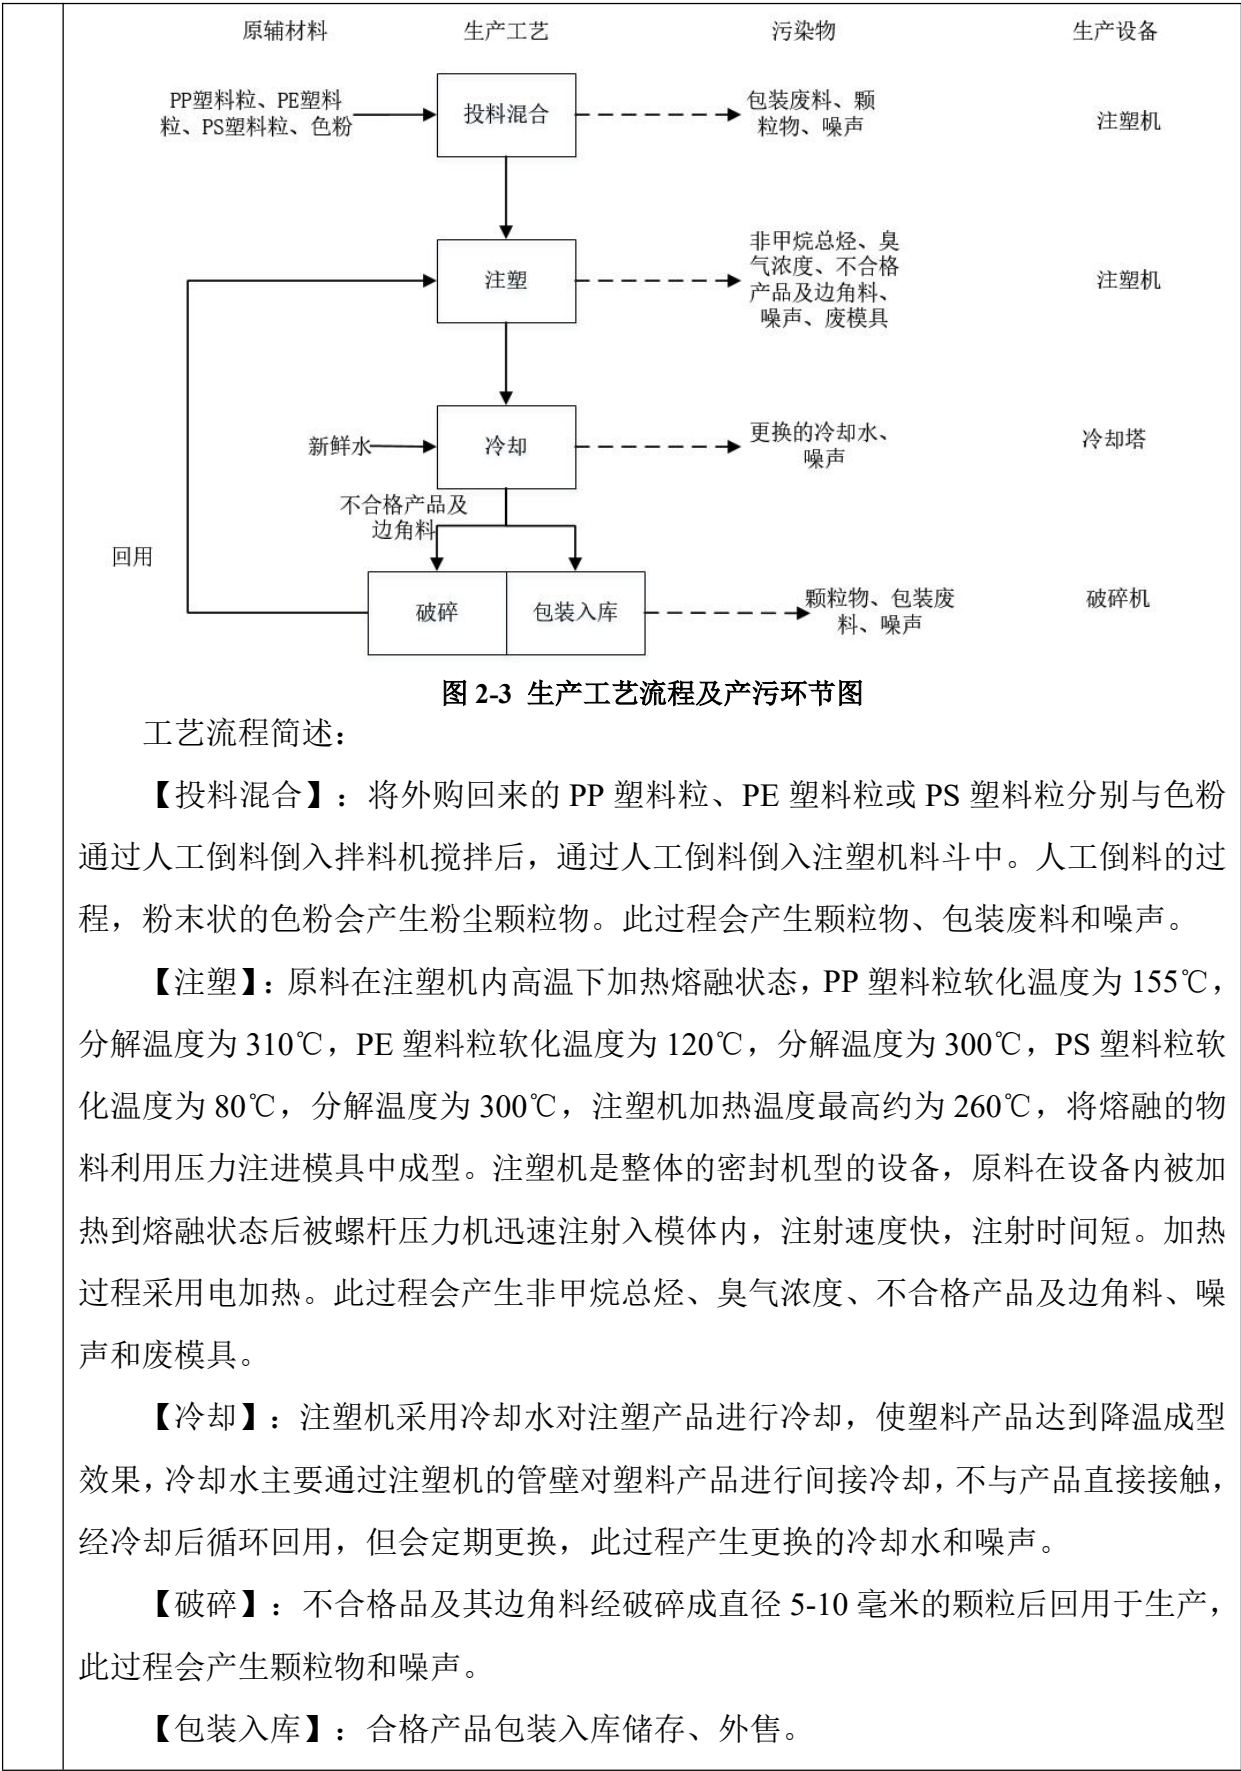 原辅材料 生产工艺 污染物 生产设备
PP塑料粒、PE塑料
粒、PS塑料粒、色粉
投料混合
包装废料、颗
粒物、噪声
注塑机
注塑
非甲烷总烃、臭
气浓度、不合格
产品及边角料、
噪声、废模具
注塑机
新鲜水
冷却
更换的冷却水、
噪声
冷却塔
不合格产品及
边角料
回用
破碎
包装入库
颗粒物、包装废
料、噪声
破碎机
图 2-3 生产工艺流程及产污环节图
工艺流程简述：
【投料混合】：将外购回来的 PP 塑料粒、PE 塑料粒或 PS 塑料粒分别与色粉
通过人工倒料倒入拌料机搅拌后，通过人工倒料倒入注塑机料斗中。人工倒料的过
程，粉末状的色粉会产生粉尘颗粒物。此过程会产生颗粒物、包装废料和噪声。
【注塑】：原料在注塑机内高温下加热熔融状态，PP 塑料粒软化温度为 155℃，
分解温度为 310℃，PE 塑料粒软化温度为 120℃，分解温度为 300℃，PS 塑料粒软
化温度为 80℃，分解温度为 300℃，注塑机加热温度最高约为 260℃，将熔融的物
料利用压力注进模具中成型。注塑机是整体的密封机型的设备，原料在设备内被加
热到熔融状态后被螺杆压力机迅速注射入模体内，注射速度快，注射时间短。加热
过程采用电加热。此过程会产生非甲烷总烃、臭气浓度、不合格产品及边角料、噪
声和废模具。
【冷却】：注塑机采用冷却水对注塑产品进行冷却，使塑料产品达到降温成型
效果，冷却水主要通过注塑机的管壁对塑料产品进行间接冷却，不与产品直接接触，
经冷却后循环回用，但会定期更换，此过程产生更换的冷却水和噪声。
【破碎】：不合格品及其边角料经破碎成直径 5-10 毫米的颗粒后回用于生产，
此过程会产生颗粒物和噪声。
【包装入库】：合格产品包装入库储存、外售。